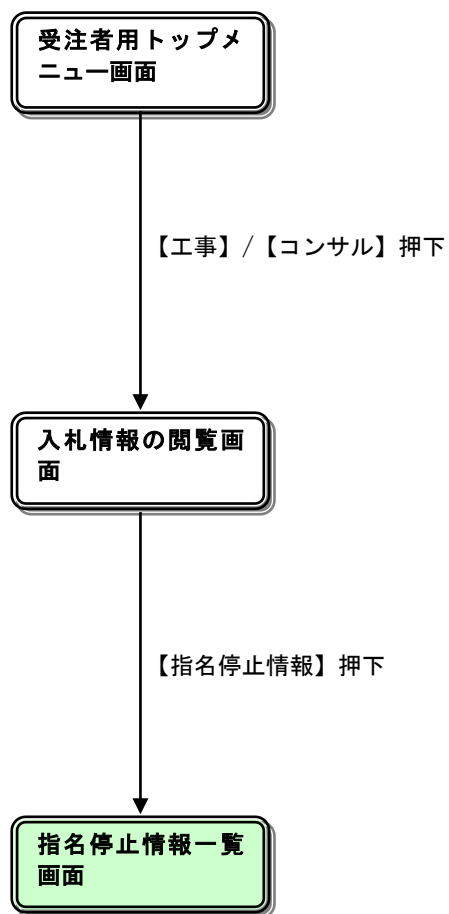 受注者用トップメ
ニュー画面
【工事】/【コンサル】押下
入札情報の閲覧画
面
【指名停止情報】押下
指名停止情報一覧
画面